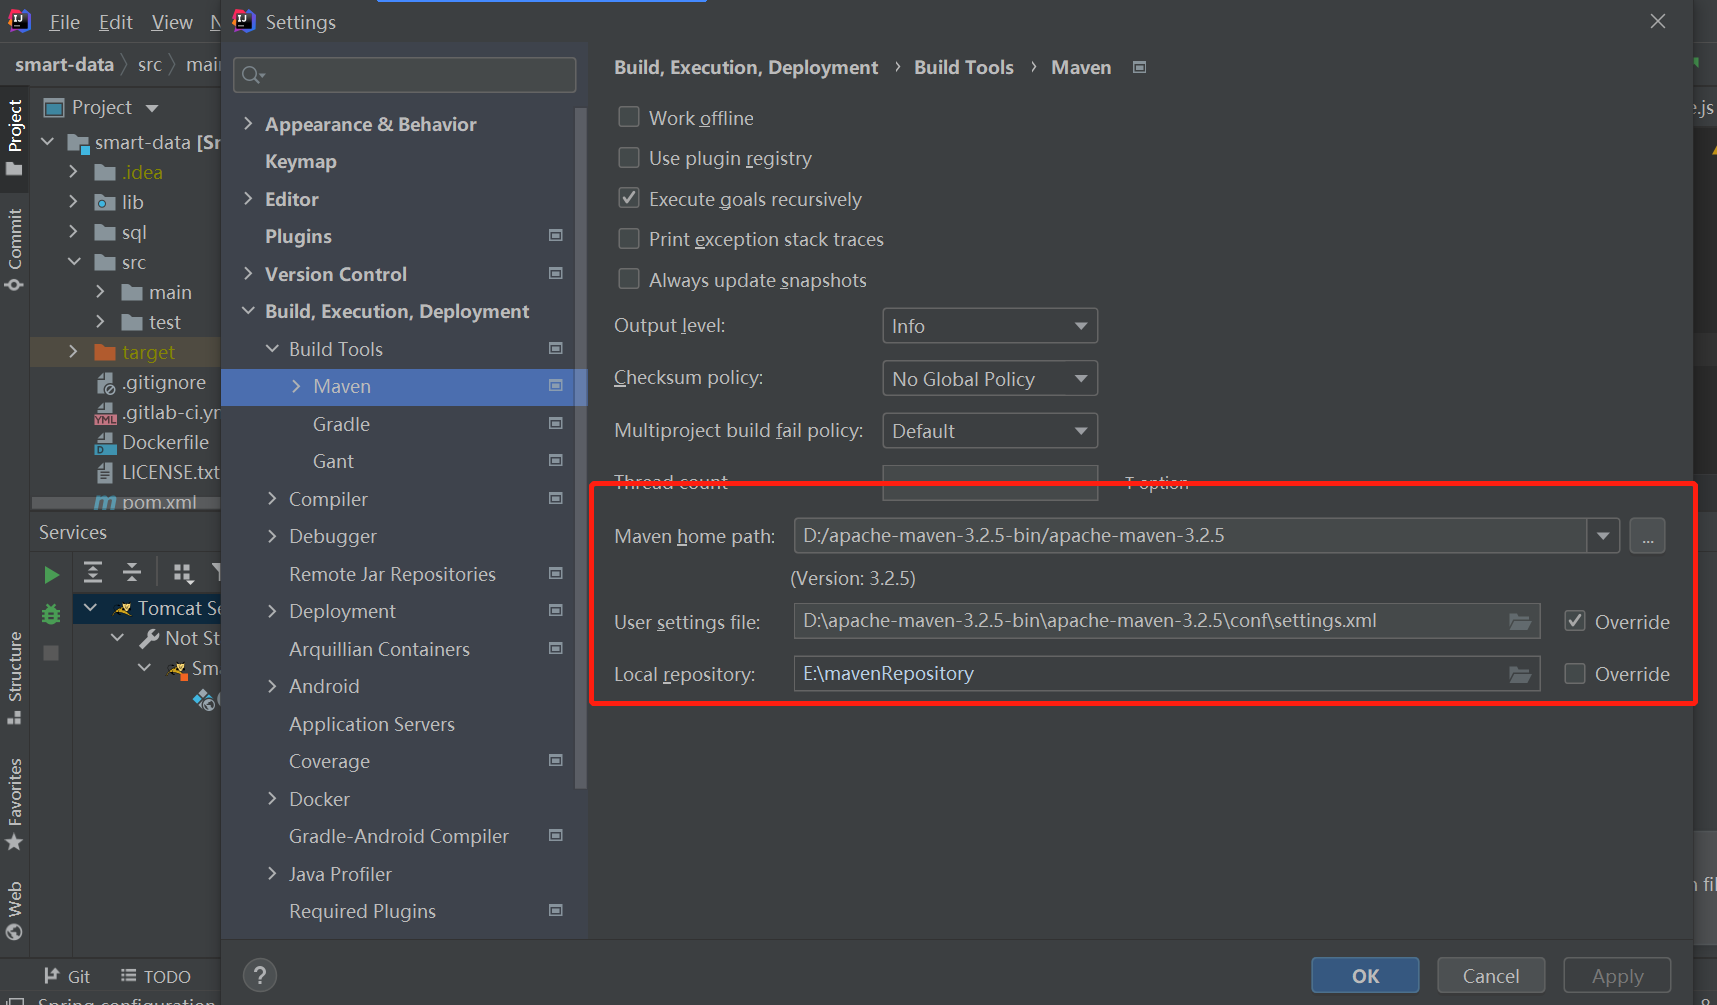 File Edit View
Settings
smart-data src
Project
Project
smart-data
.idea
lib
sql
src
main
test
target
.gitignore
Dockerfile
LICENSE.txt
pom.xml
Commit
Structure
Favorites
Web
Services
Tomcat
Not
Git
TODO
Spring configuration
Appearance & Behavior
Keymap
Editor
Plugins
Version Control
Build, Execution, Deployment
Build Tools
Maven
Gradle
Gant
Compiler
Debugger
Remote Jar Repositories
Deployment
Arquillian Containers
Android
Application Servers
Coverage
Docker
Gradle-Android Compiler
Java Profiler
Required Plugins
Build, Execution, Deployment › Build Tools › Maven
Work offline
Use plugin registry
Execute goals recursively
Print exception stack traces
Always update snapshots
Output level: Info
Checksum policy: No Global Policy
Multiproject build fail policy: Default
Thread count -T option
Maven home path: D:/apache-maven-3.2.5-bin/apache-maven-3.2.5 ...
(Version: 3.2.5)
User settings file: D:\apache-maven-3.2.5-bin\apache-maven-3.2.5\conf\settings.xml Override
Local repository: E:\mavenRepository Override
? OK Cancel Apply